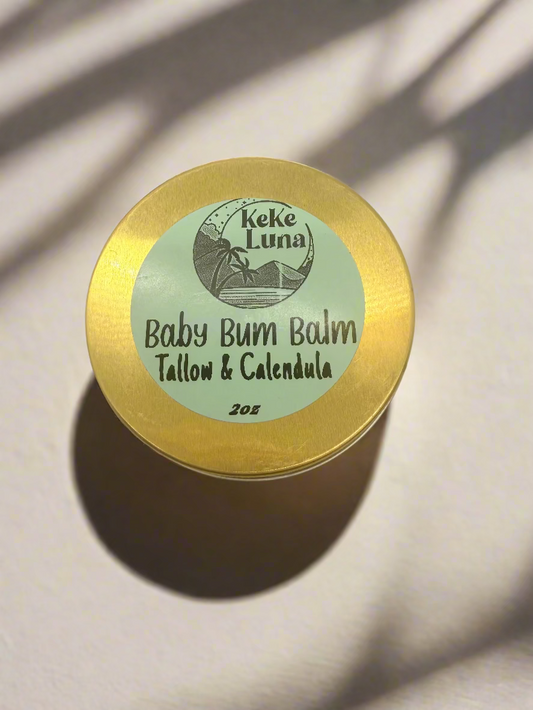 KeKe
Luna
Baby Bum Balm
Tallow & Calendula
2oz